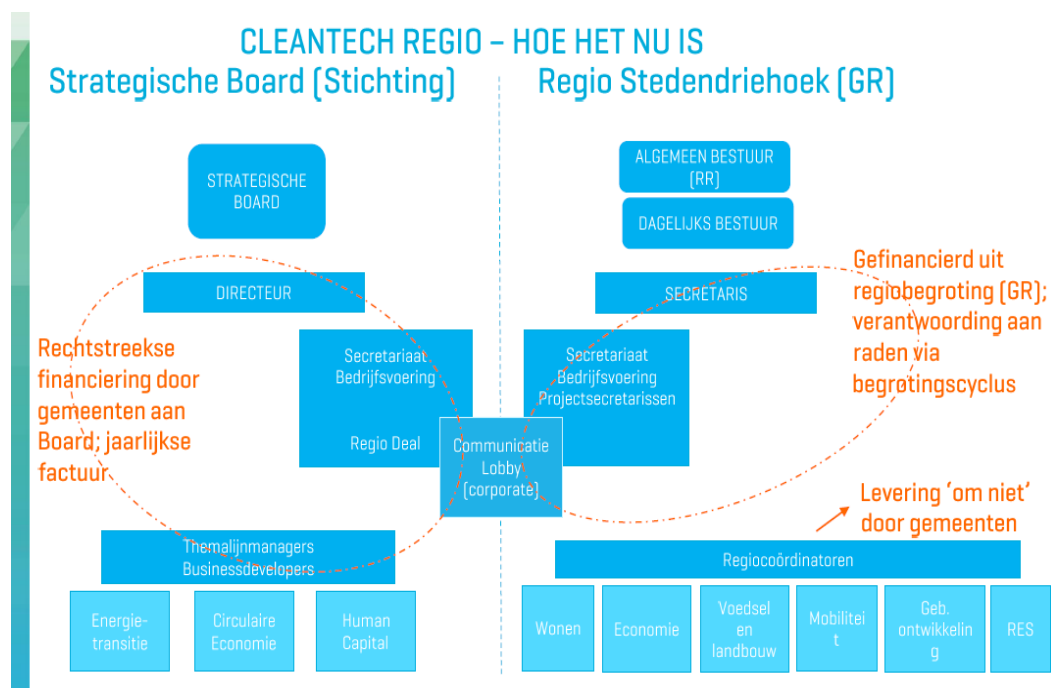 CLEANTECH REGIO – HOE HET NU IS
Strategische Board (Stichting)
Regio Stedendriehoek (GR)
STRATEGISCHE
BOARD
ALGEMEEN BESTUUR
(RR)
DAGELIJKS BESTUUR
DIRECTEUR
SECRETARIS
Gefinancierd uit
regiobegroting (GR);
verantwoording aan
raden via
begrotingscyclus
Rechtstreekse
financiering door
gemeenten aan
Board; jaarlijkse
factuur
Secretariaat
Bedrijfsvoering
Regio Deal
Secretariaat
Bedrijfsvoering
Projectsecretarissen
Communicatie
Lobby
(corporate)
Levering ‘om niet’
door gemeenten
Themalijnmanagers
Businessdevelopers
Regiocoördinatoren
Energie-
transitie
Circulaire
Economie
Human
Capital
Wonen
Economie
Voedsel
en
landbouw
Mobilitei
t
Geb.
ontwikkelin
g
RES